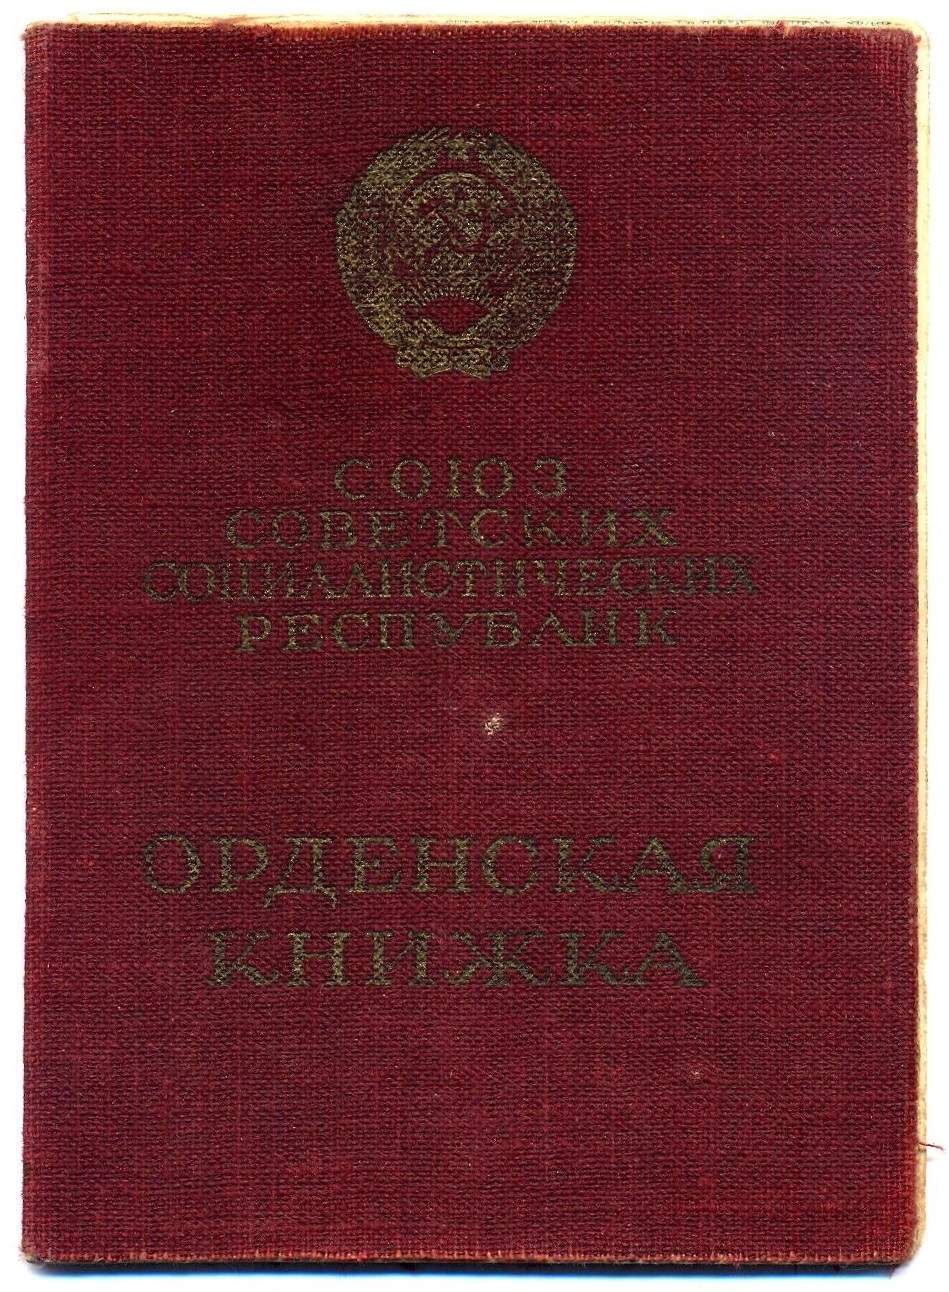 СОЮЗ
СОВЕТСКИХ
СОЦИАЛИСТИЧЕСКИХ
РЕСПУБЛИК
ОРДЕНСКАЯ
КНИЖКА